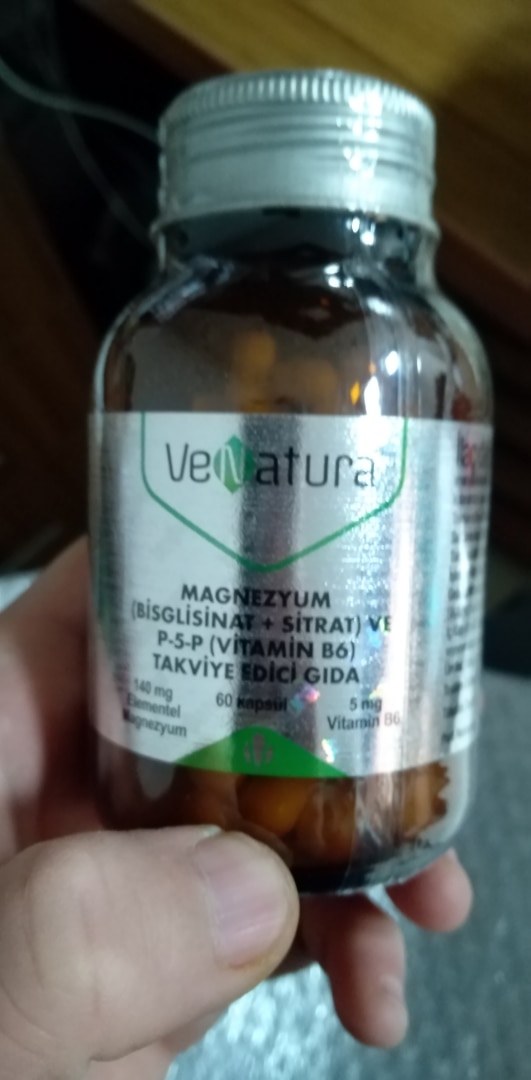 VeNatura
MAGNEZYUM
(BİSGLİSİNAT + SİTRAT) VE
P-5-P (VİTAMİN B6)
TAKVİYE EDİCİ GIDA
140 mg
Elementel
Magnezyum
60 kapsül
5 mg
Vitamin B6